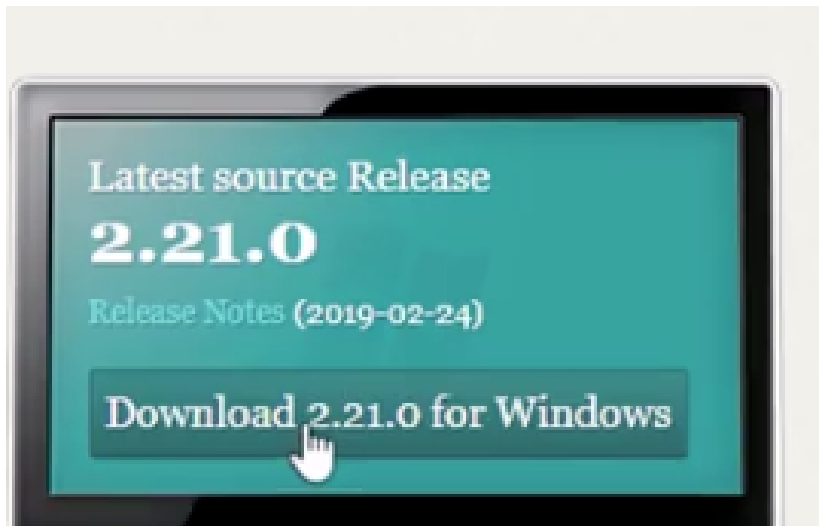 Latest source Release
2.21.0
Release Notes (2019-02-24)
Download 2.21.0 for Windows